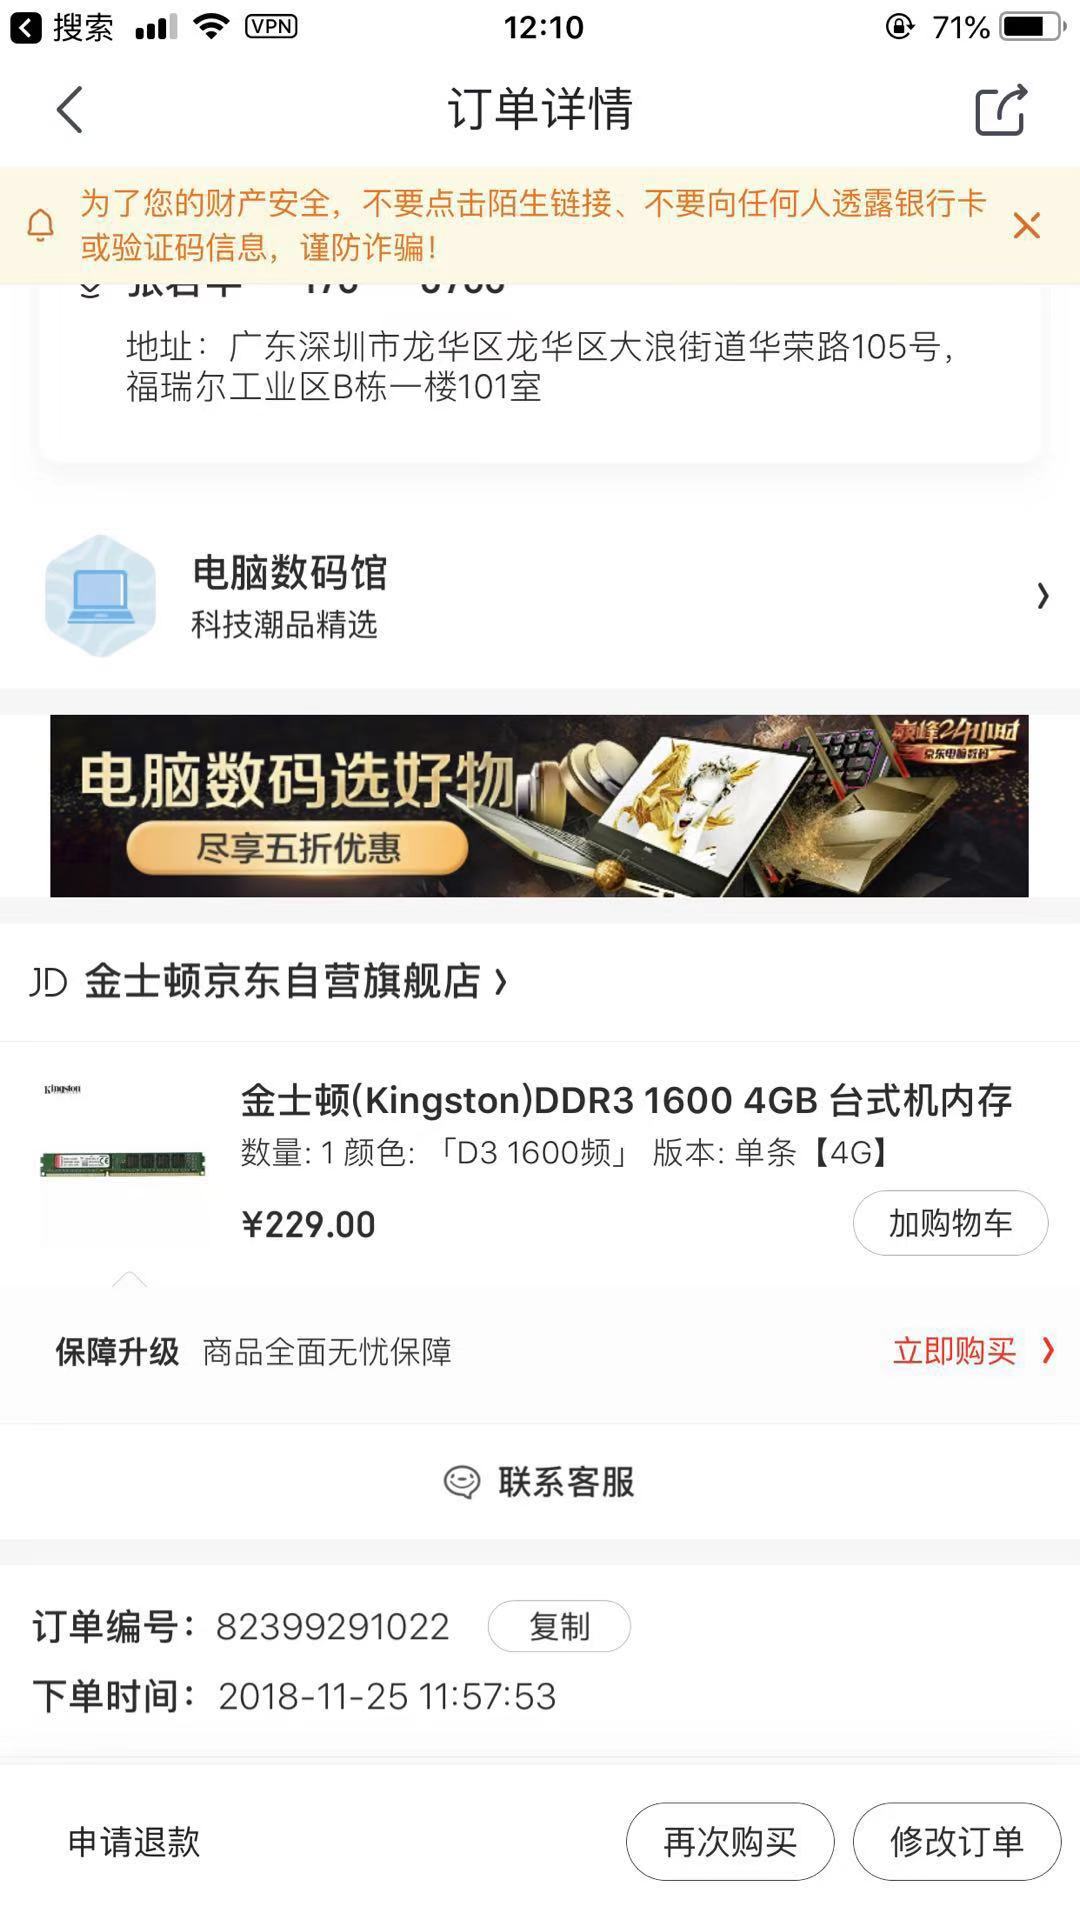 搜索 VPN 12:10 71%
订单详情
为了您的财产安全，不要点击陌生链接、不要向任何人透露银行卡
或验证码信息，谨防诈骗！
地址：广东深圳市龙华区龙华区大浪街道华荣路105号，
福瑞尔工业区B栋一楼101室
电脑数码馆
科技潮品精选
电脑数码选好物
尽享五折优惠
巅峰24小时
京东电脑数码
JD 金士顿京东自营旗舰店
Kingston
金士顿(Kingston)DDR3 1600 4GB 台式机内存
数量: 1 颜色: 「D3 1600频」 版本: 单条【4G】
¥229.00
加购物车
保障升级 商品全面无忧保障 立即购买
联系客服
订单编号： 82399291022 复制
下单时间： 2018-11-25 11:57:53
申请退款 再次购买 修改订单